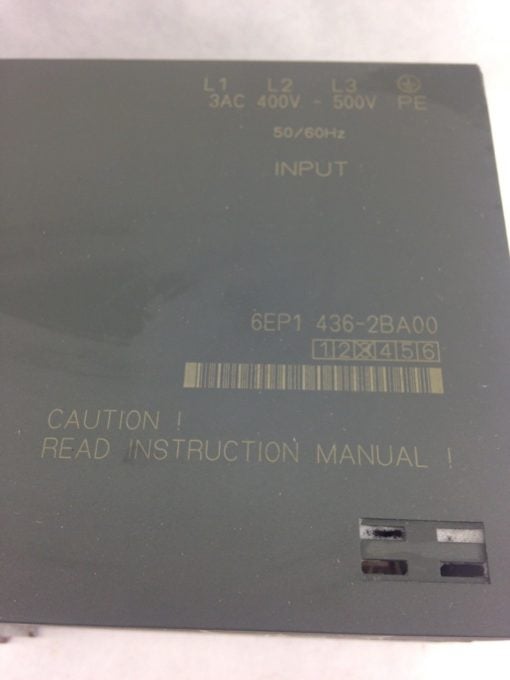 L1 L2 L3
3AC 400V - 500V PE
50/60Hz
INPUT
6EP1 436-2BA00
1 2 X 4 5 6
CAUTION !
READ INSTRUCTION MANUAL !